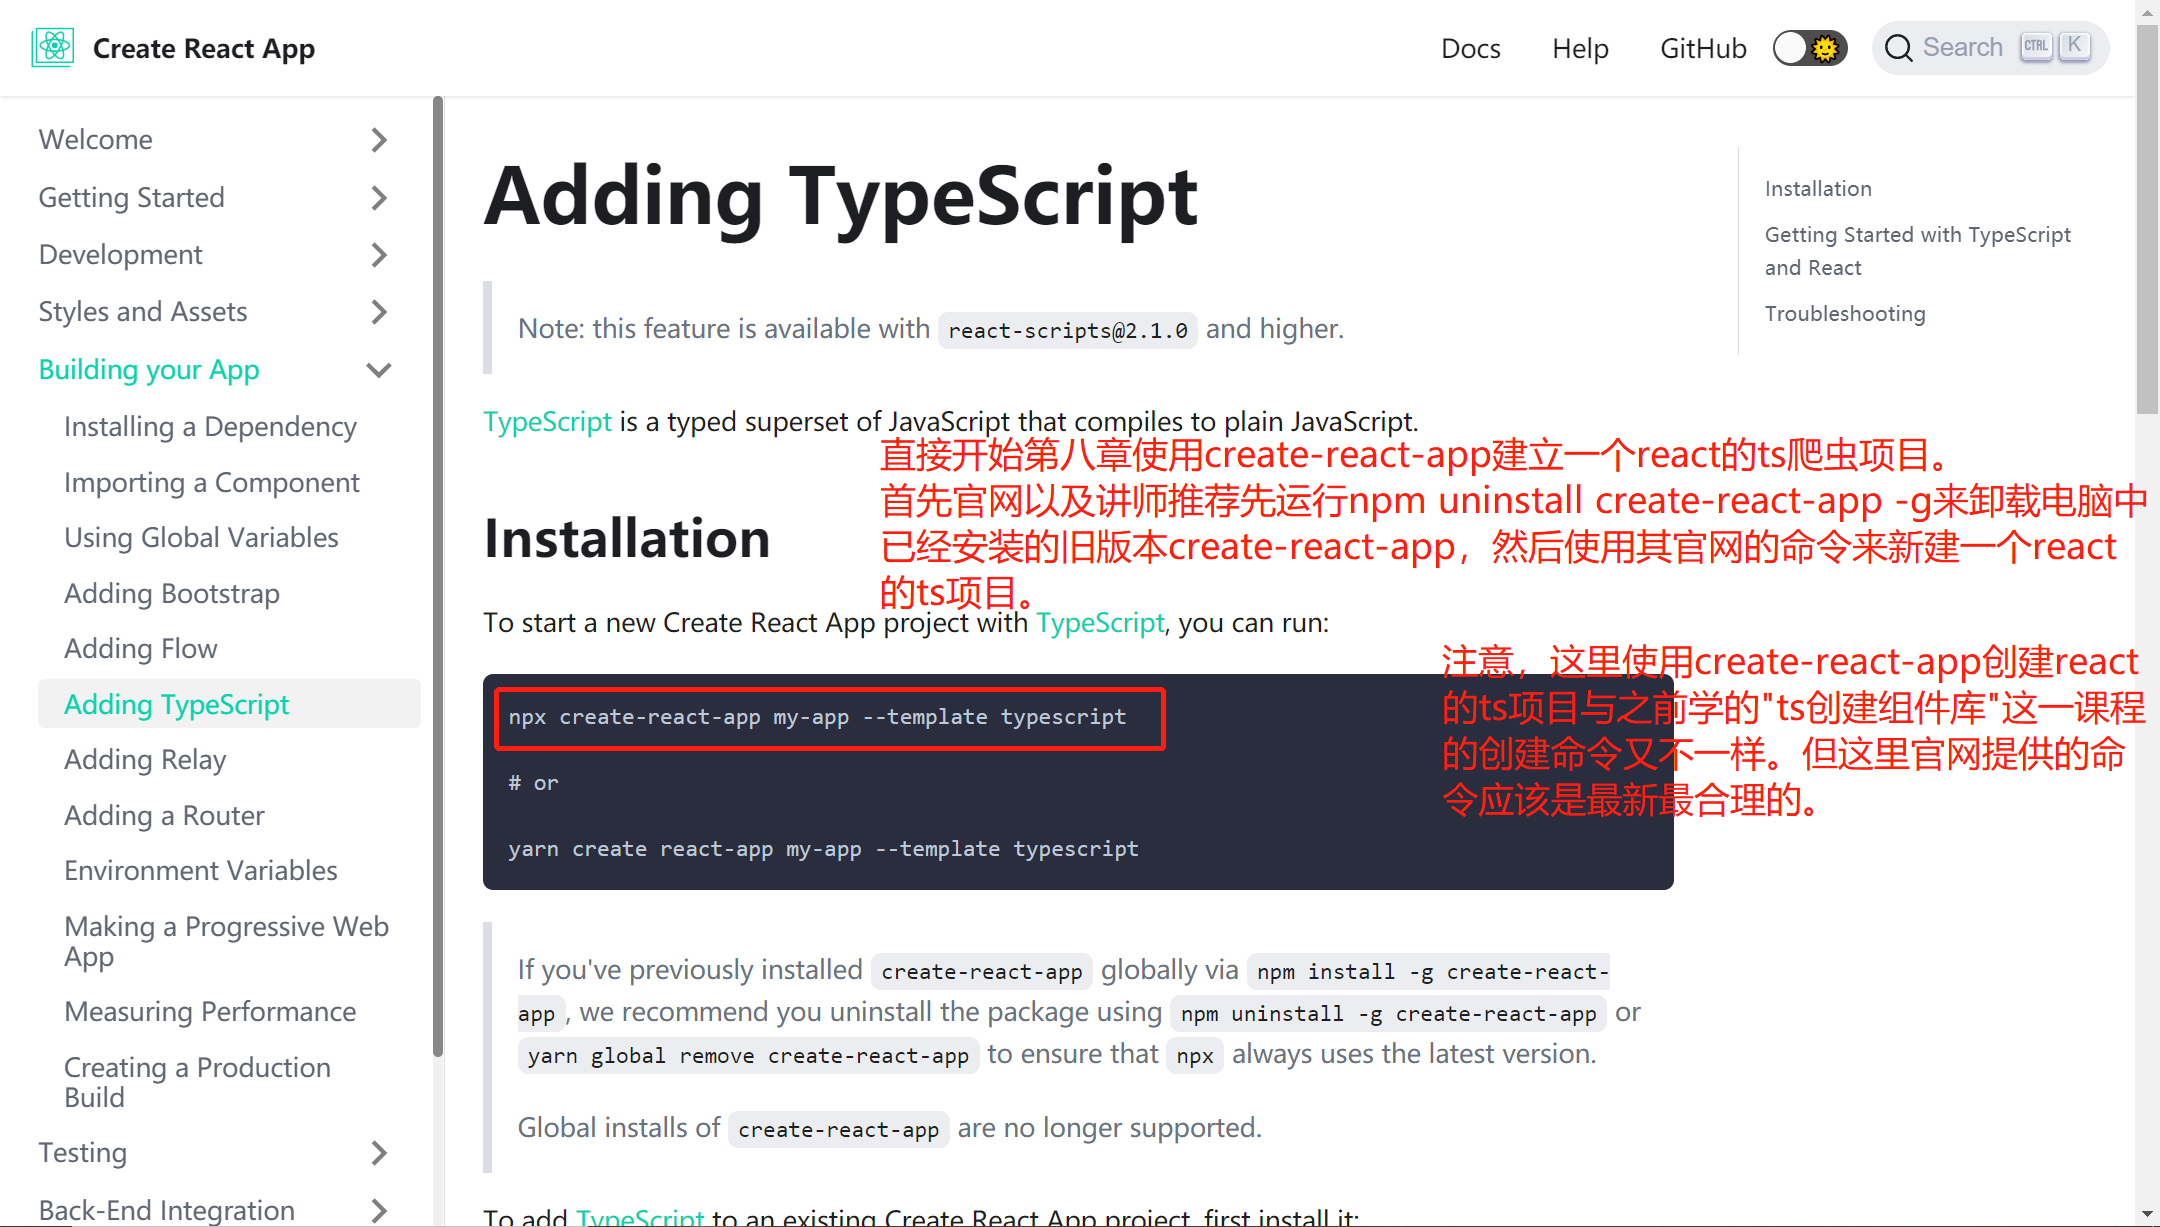 Create React App
Docs
Help
GitHub
Search
CTRL
K
Welcome
Getting Started
Development
Styles and Assets
Building your App
Installing a Dependency
Importing a Component
Using Global Variables
Adding Bootstrap
Adding Flow
Adding TypeScript
Adding Relay
Adding a Router
Environment Variables
Making a Progressive Web
App
Measuring Performance
Creating a Production
Build
Testing
Back-End Integration
Adding TypeScript
Note: this feature is available with react-scripts@2.1.0 and higher.
TypeScript is a typed superset of JavaScript that compiles to plain JavaScript.
直接开始第八章使用create-react-app建立一个react的ts爬虫项目。
首先官网以及讲师推荐先运行npm uninstall create-react-app -g来卸载电脑中
已经安装的旧版本create-react-app，然后使用其官网的命令来新建一个react
的ts项目。
Installation
To start a new Create React App project with TypeScript, you can run:
注意，这里使用create-react-app创建react
的ts项目与之前学的"ts创建组件库"这一课程
的创建命令又不一样。但这里官网提供的命
令应该是最新最合理的。
npx create-react-app my-app --template typescript
# or
yarn create react-app my-app --template typescript
If you've previously installed create-react-app globally via npm install -g create-react-
app, we recommend you uninstall the package using npm uninstall -g create-react-app or
yarn global remove create-react-app to ensure that npx always uses the latest version.
Global installs of create-react-app are no longer supported.
To add TypeScript to an existing Create React App project, first install it:
Installation
Getting Started with TypeScript
and React
Troubleshooting